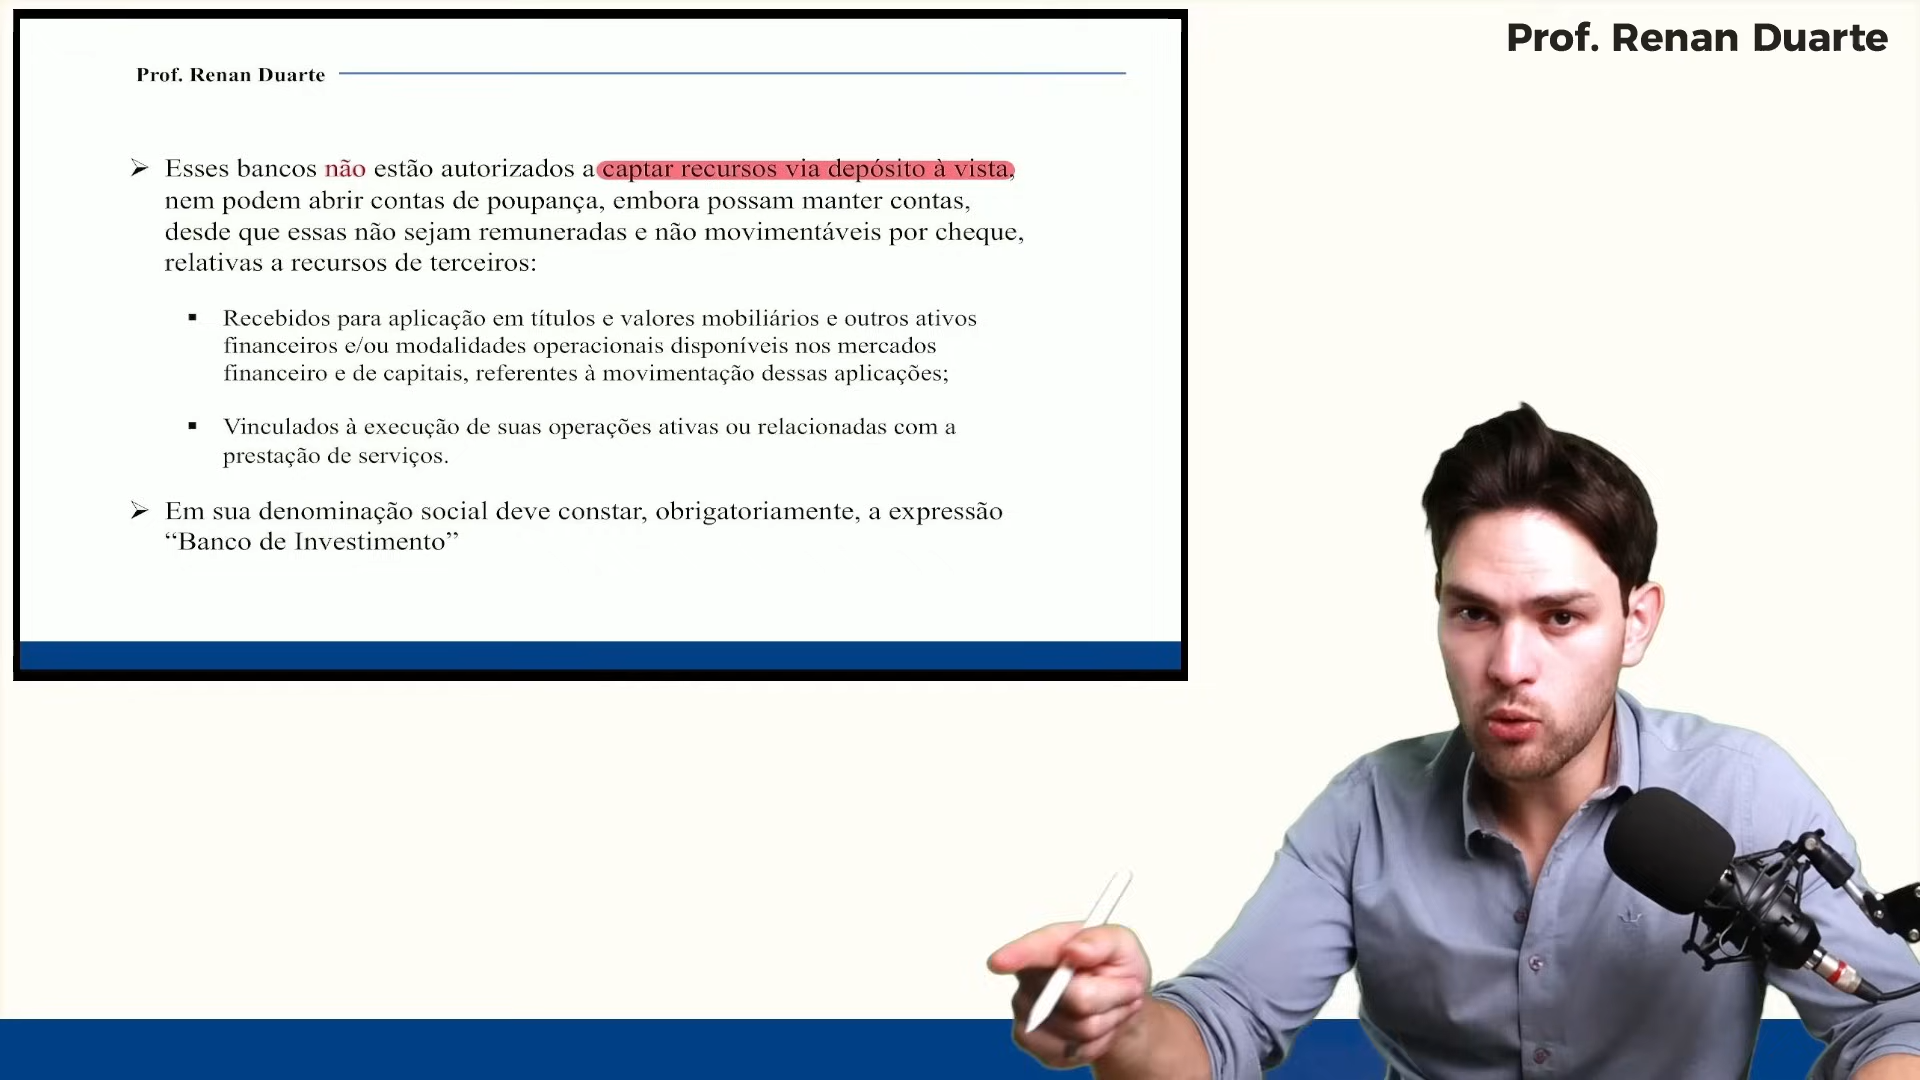 Prof. Renan Duarte
Prof. Renan Duarte
Esses bancos não estão autorizados a captar recursos via depósito à vista,
nem podem abrir contas de poupança, embora possam manter contas,
desde que essas não sejam remuneradas e não movimentáveis por cheque,
relativas a recursos de terceiros:
Recebidos para aplicação em títulos e valores mobiliários e outros ativos
financeiros e/ou modalidades operacionais disponíveis nos mercados
financeiro e de capitais, referentes à movimentação dessas aplicações;
Vinculados à execução de suas operações ativas ou relacionadas com a
prestação de serviços.
Em sua denominação social deve constar, obrigatoriamente, a expressão
“Banco de Investimento”